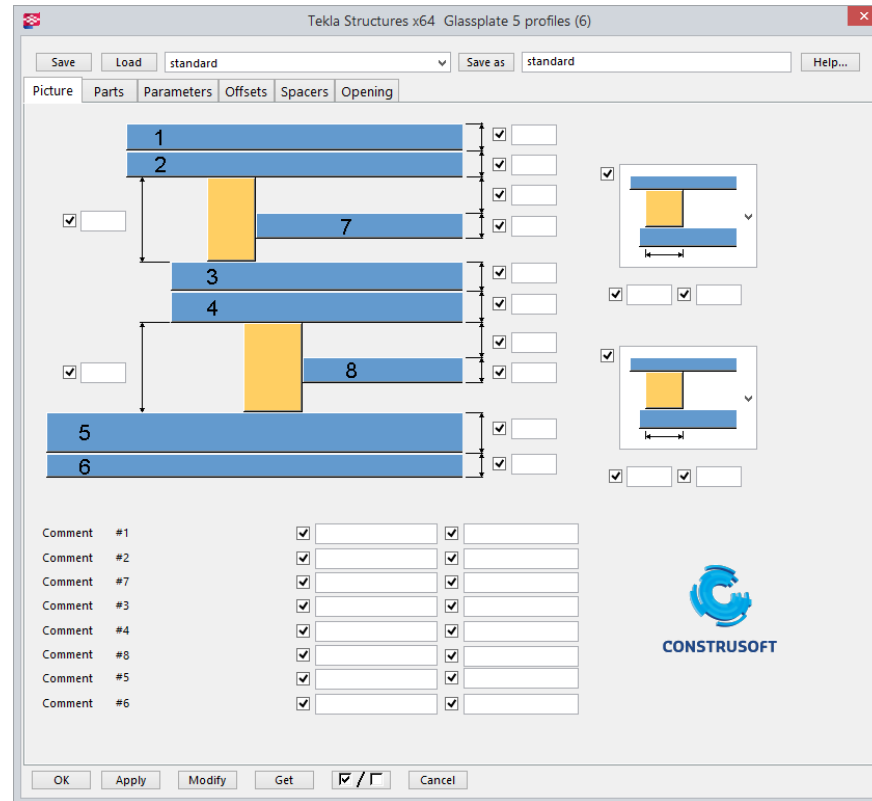 Tekla Structures x64 Glassplate 5 profiles (6)
Save Load standard Save as standard Help...
Picture Parts Parameters Offsets Spacers Opening
1
2
7
3
4
8
5
6
Comment #1
Comment #2
Comment #7
Comment #3
Comment #4
Comment #8
Comment #5
Comment #6
CONSTRUSOFT
OK Apply Modify Get / Cancel